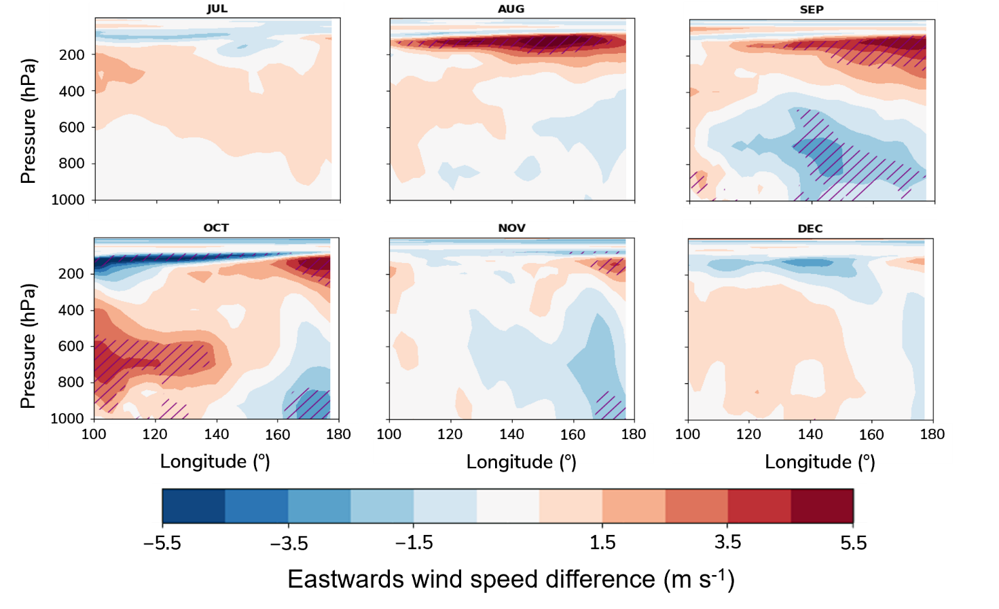 JUL AUG SEP
Pressure (hPa)
200
400
600
800
1000
OCT NOV DEC
Pressure (hPa)
200
400
600
800
1000
100 120 140 160 180 100 120 140 160 180 100 120 140 160 180
Longitude (º) Longitude (º) Longitude (º)
−5.5 −3.5 −1.5 1.5 3.5 5.5
Eastwards wind speed difference (m s⁻¹)